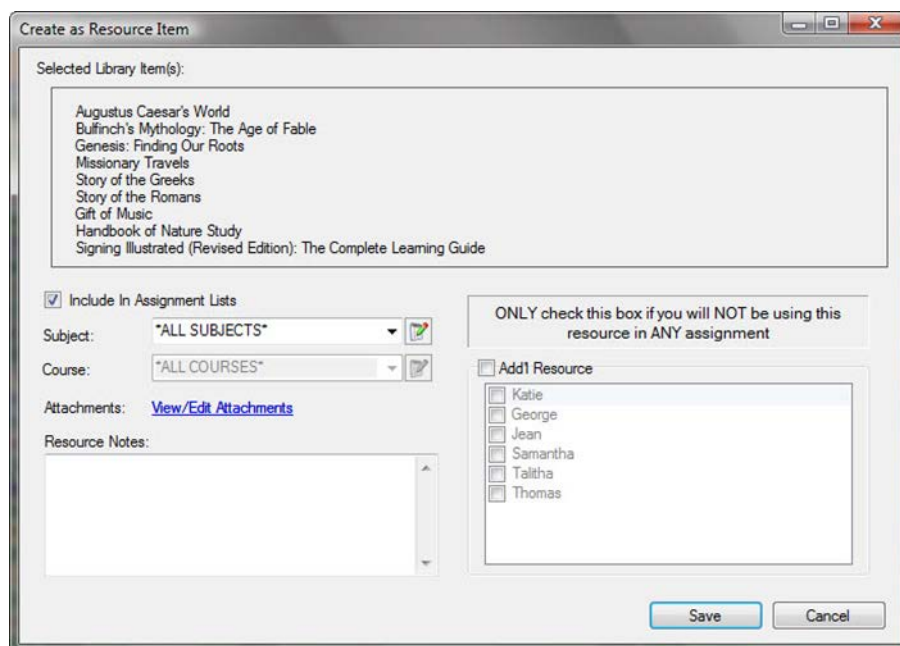 Create as Resource Item
Selected Library Item(s):
Augustus Caesar's World
Bulfinch's Mythology: The Age of Fable
Genesis: Finding Our Roots
Missionary Travels
Story of the Greeks
Story of the Romans
Gift of Music
Handbook of Nature Study
Signing Illustrated (Revised Edition): The Complete Learning Guide
Include In Assignment Lists
Subject: *ALL SUBJECTS*
Course: *ALL COURSES*
Attachments: View/Edit Attachments
Resource Notes:
ONLY check this box if you will NOT be using this
resource in ANY assignment
Add'l Resource
Katie
George
Jean
Samantha
Talitha
Thomas
Save Cancel